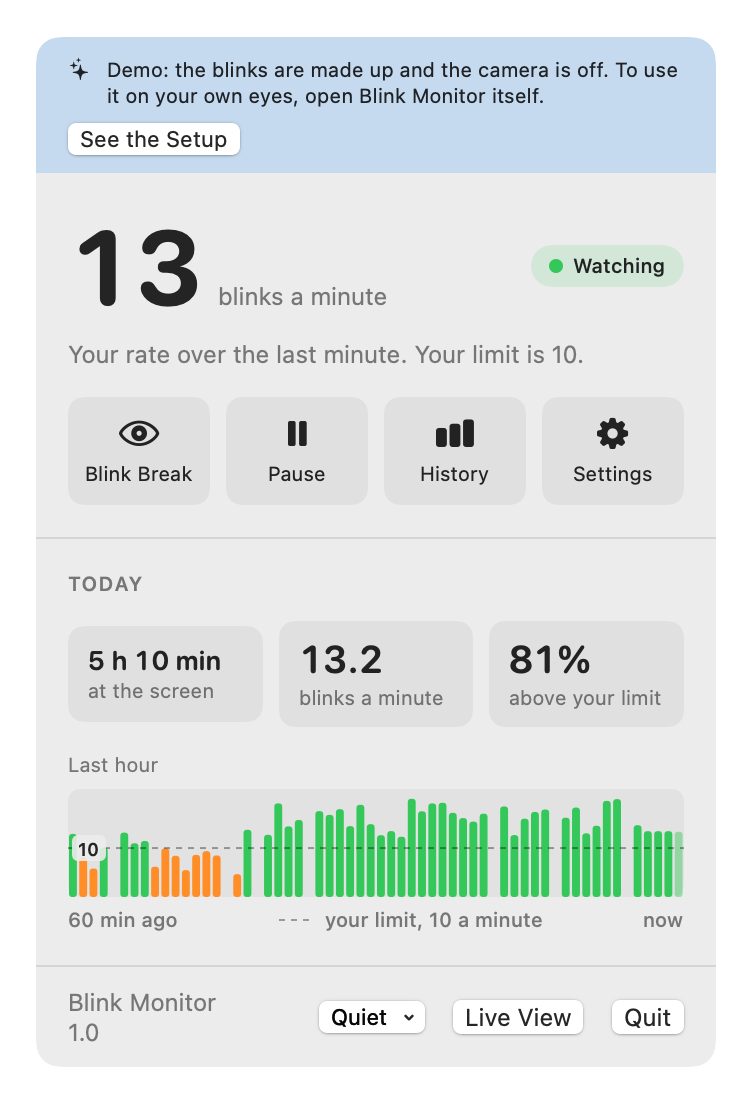 Demo: the blinks are made up and the camera is off. To use
it on your own eyes, open Blink Monitor itself.
See the Setup
13 blinks a minute
Watching
Your rate over the last minute. Your limit is 10.
Blink Break
Pause
History
Settings
TODAY
5 h 10 min
at the screen
13.2
blinks a minute
81%
above your limit
Last hour
10
60 min ago
your limit, 10 a minute
now
Blink Monitor
1.0
Quiet
Live View
Quit